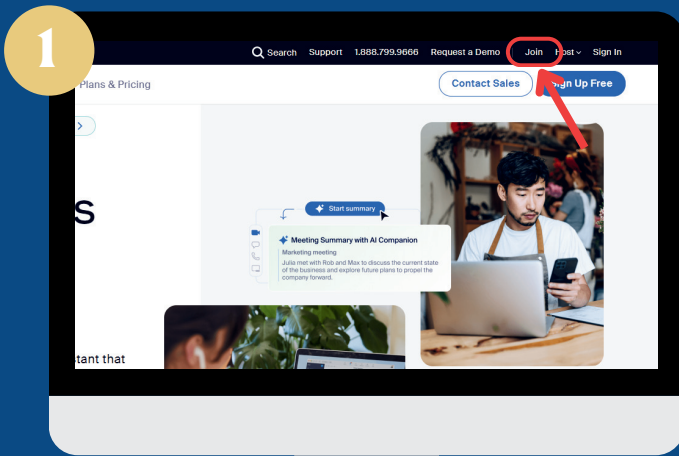 1
Search Support 1.888.799.9666 Request a Demo Join Host Sign In
Plans & Pricing
Contact Sales
Sign Up Free
s
Start summary
Meeting Summary with AI Companion
Marketing meeting
Julia met with Rob and Max to discuss the current state
of the business and explore future plans to propel the
company forward.
stant that